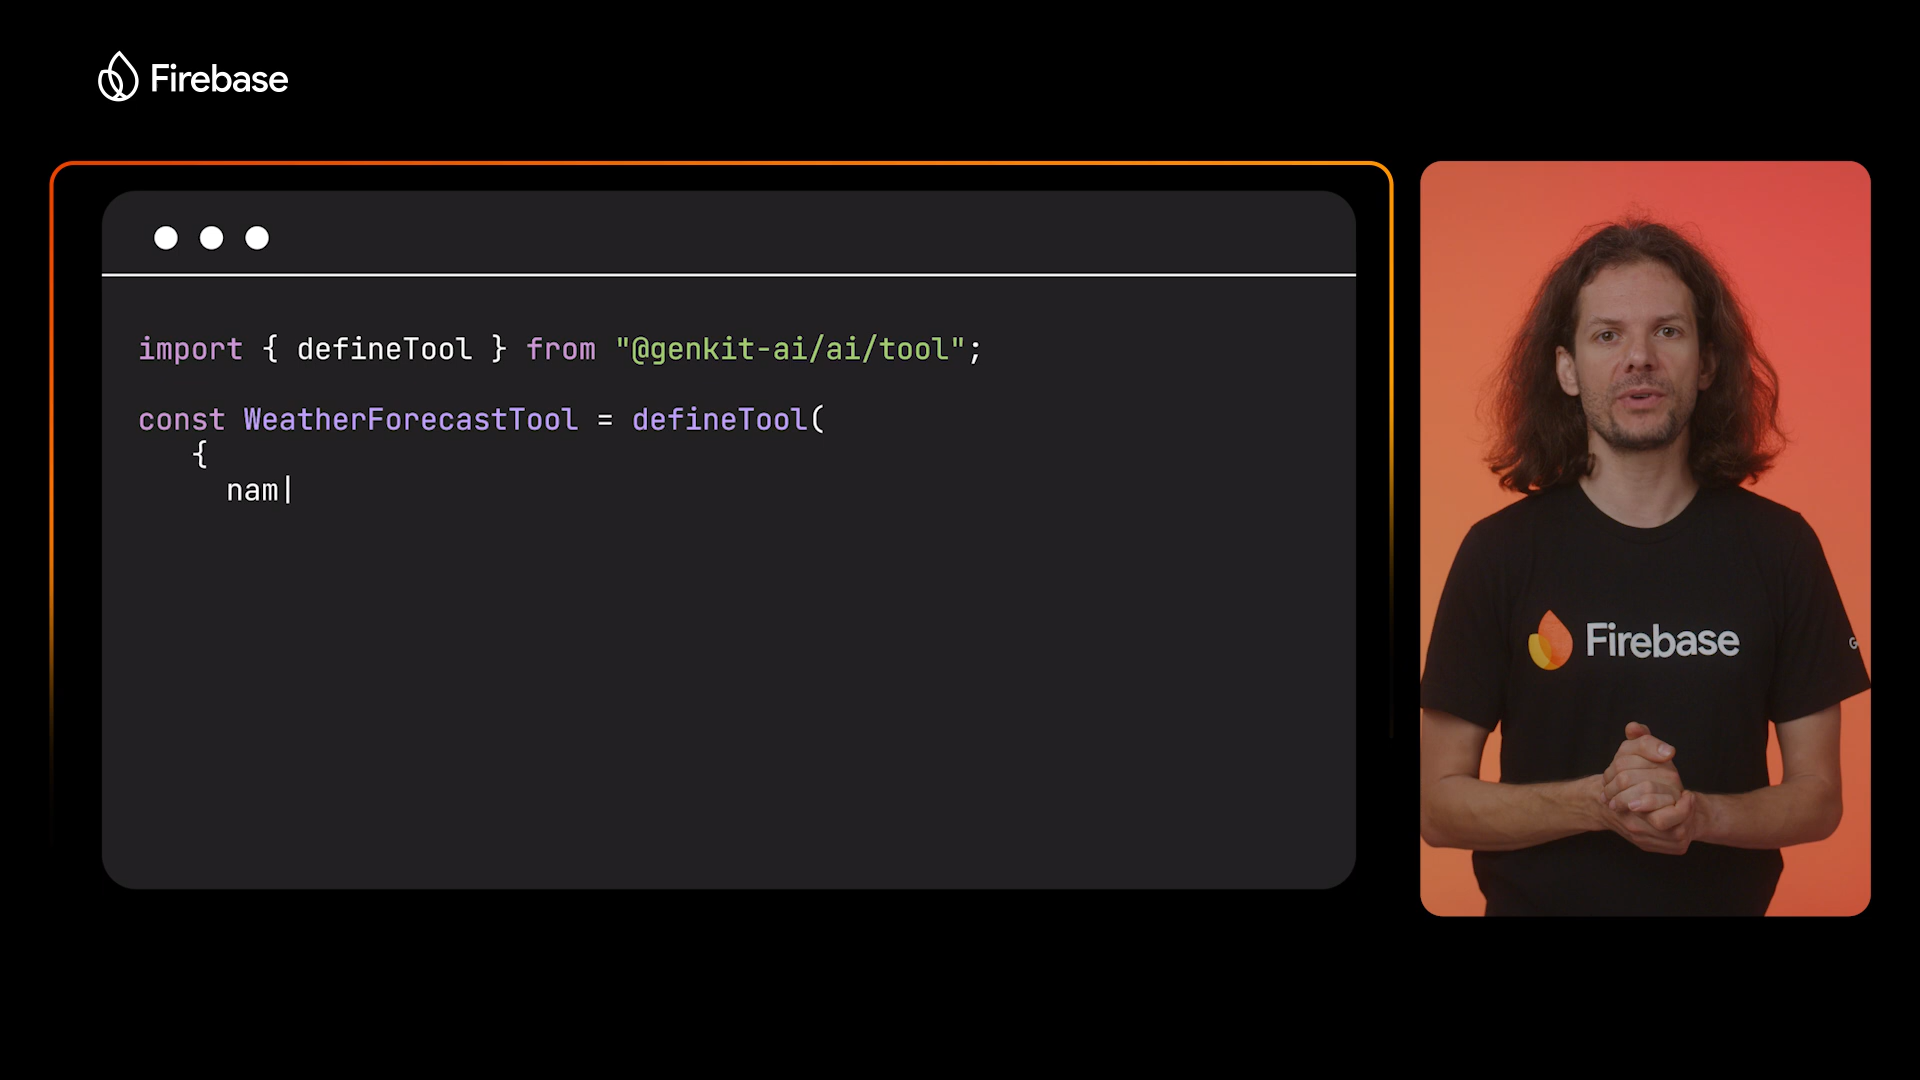 Firebase
import { defineTool } from "@genkit-ai/ai/tool";
const WeatherForecastTool = defineTool(
{
nam|
Firebase
G